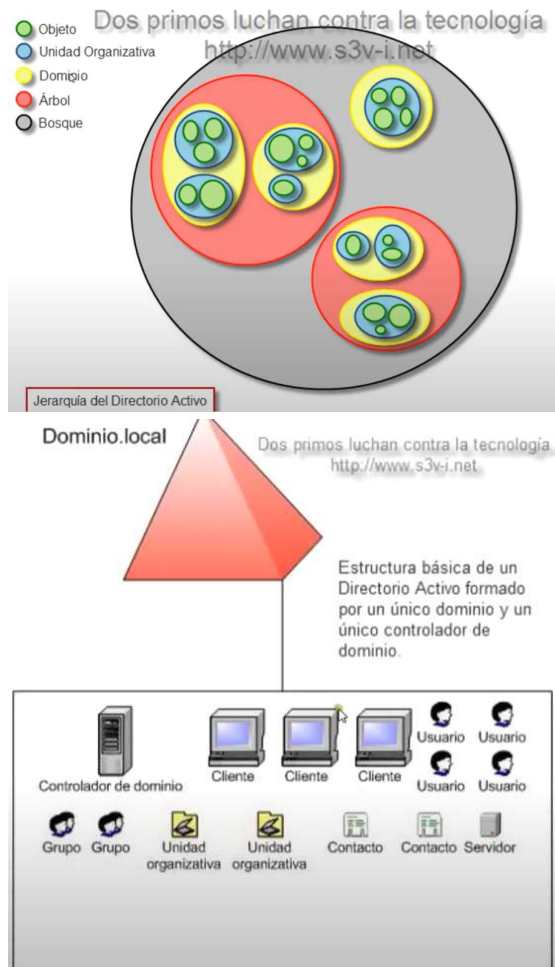 Dos primos luchan contra la tecnología
http://www.s3v-i.net
Objeto
Unidad Organizativa
Dominio
Árbol
Bosque
Jerarquía del Directorio Activo
Dominio.local
Dos primos luchan contra la tecnología
http://www.s3v-i.net
Estructura básica de un
Directorio Activo formado
por un único dominio y un
único controlador de
dominio.
Controlador de dominio
Cliente
Cliente
Cliente
Usuario
Usuario
Usuario
Usuario
Grupo
Grupo
Unidad
organizativa
Unidad
organizativa
Contacto
Contacto
Servidor